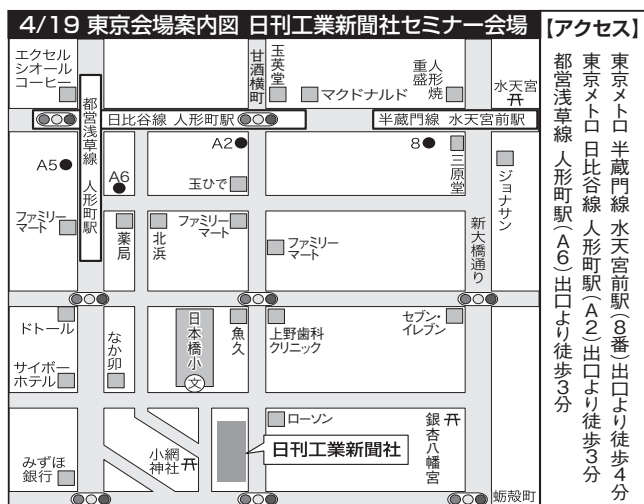 4/19 東京会場案内図 日刊工業新聞社セミナー会場
【アクセス】
東京メトロ 半蔵門線 水天宮前駅(8番)出口より徒歩4分
東京メトロ 日比谷線 人形町駅(A2)出口より徒歩3分
都営浅草線 人形町駅(A6)出口より徒歩3分
エクセル
シオール
コーヒー
甘酒横町
玉英堂
マクドナルド
人形焼
重盛
水天宮
都営浅草線 人形町駅
日比谷線 人形町駅
半蔵門線 水天宮前駅
A5
A6
A2
8
玉ひで
三原堂
ジョナサン
ファミリー
マート
薬局
北浜
ファミリー
マート
ファミリー
マート
新大橋通り
ドトール
なか卯
日本橋小
文
魚久
上野歯科
クリニック
セブン・
イレブン
サイボー
ホテル
ローソン
銀杏八幡宮
日刊工業新聞社
小網
神社
みずほ
銀行
蛎殻町